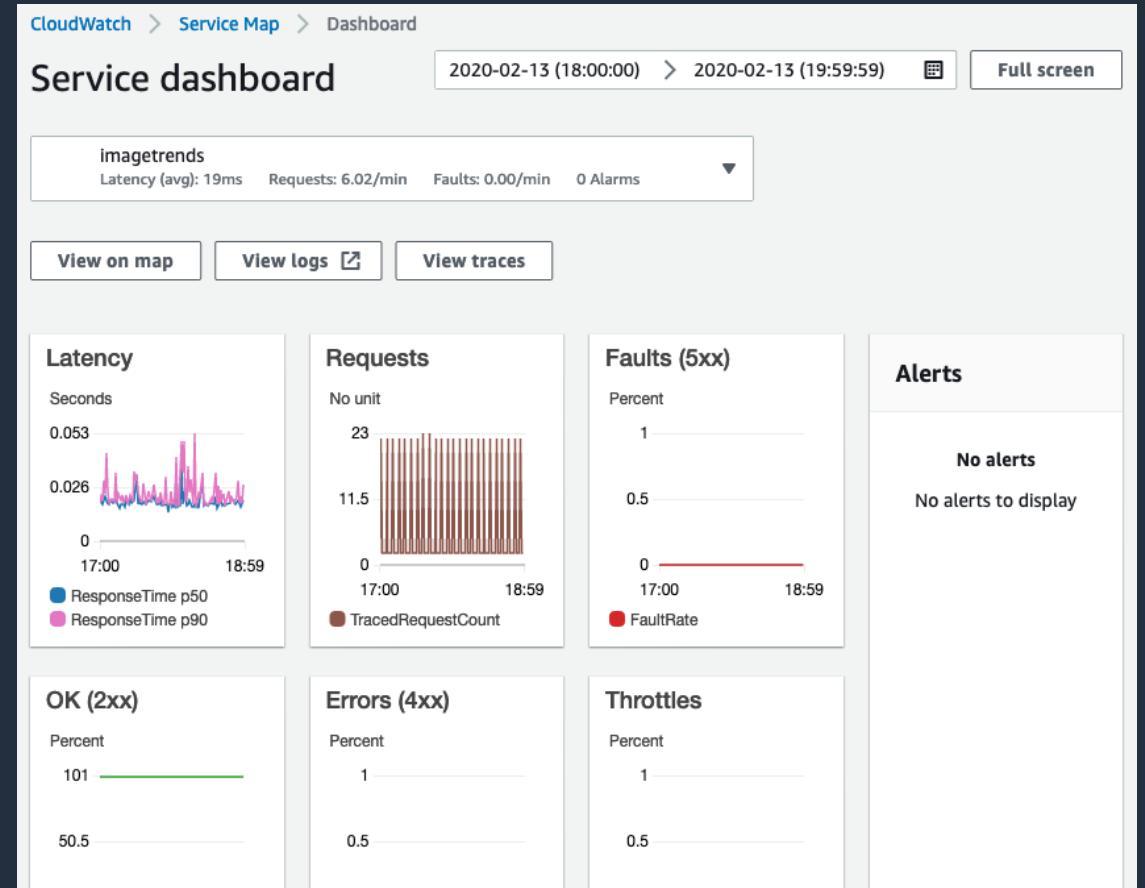 CloudWatch > Service Map > Dashboard
Service dashboard
2020-02-13 (18:00:00) > 2020-02-13 (19:59:59)
Full screen
imagetrends
Latency (avg): 19ms Requests: 6.02/min Faults: 0.00/min 0 Alarms
View on map
View logs
View traces
Latency
Seconds
0.053
0.026
0
17:00 18:59
ResponseTime p50
ResponseTime p90
Requests
No unit
23
11.5
0
17:00 18:59
TracedRequestCount
Faults (5xx)
Percent
1
0.5
0
17:00 18:59
FaultRate
Alerts
No alerts
No alerts to display
OK (2xx)
Percent
101
50.5
Errors (4xx)
Percent
1
0.5
Throttles
Percent
1
0.5